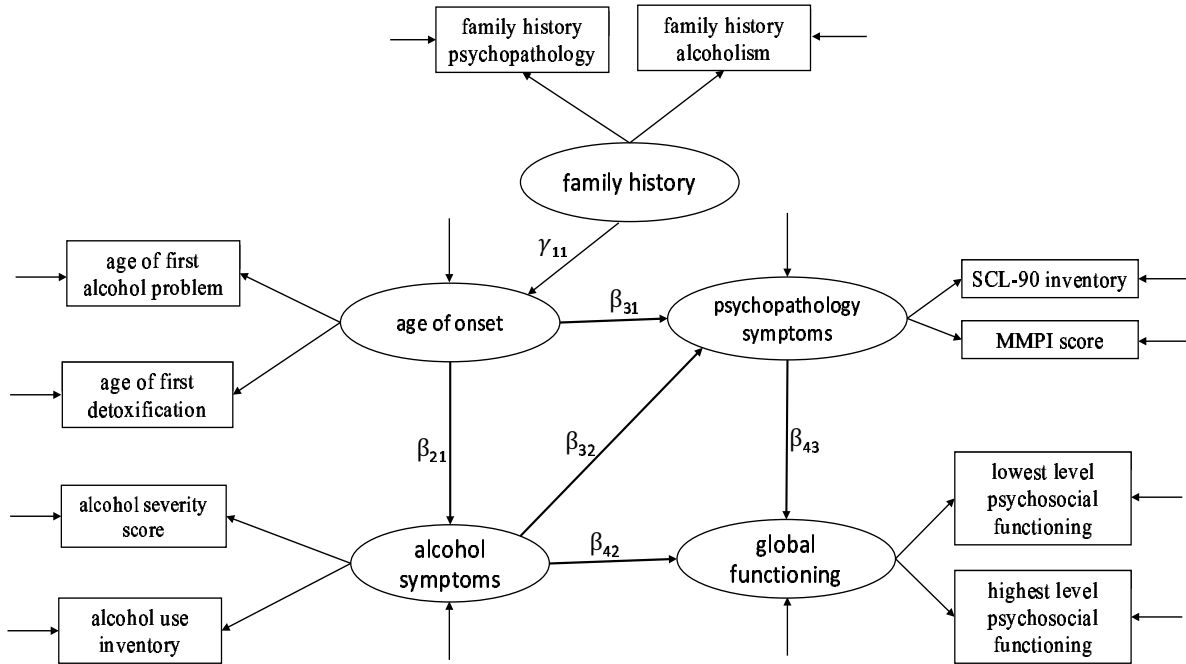 family history
psychopathology
family history
alcoholism
family history
γ₁₁
age of first
alcohol problem
age of onset
β₃₁
psychopathology
symptoms
SCL-90 inventory
MMPI score
age of first
detoxification
β₂₁
β₃₂
β₄₃
alcohol severity
score
alcohol
symptoms
β₄₂
global
functioning
lowest level
psychosocial
functioning
alcohol use
inventory
highest level
psychosocial
functioning